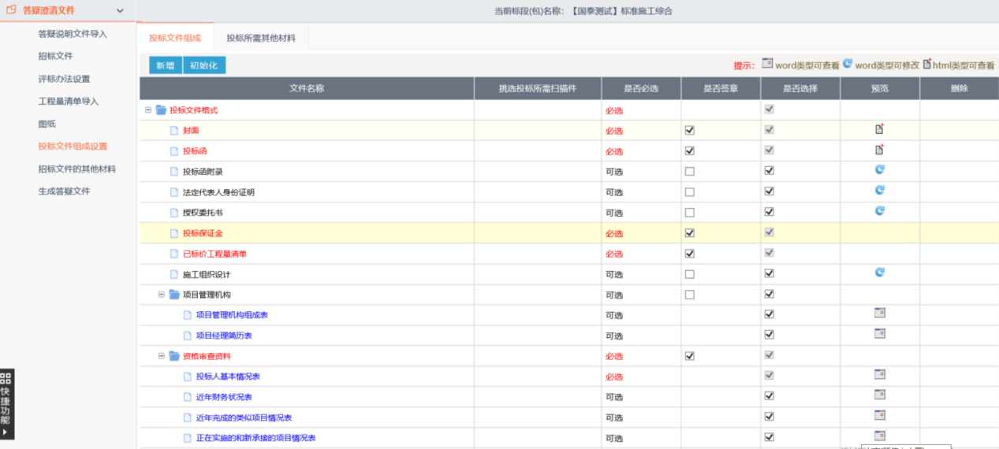 答疑澄清文件
当前标段(包)名称: 【国泰测试】标准施工综合
答疑说明文件导入
招标文件
评标办法设置
工程量清单导入
图纸
投标文件组成设置
招标文件的其他材料
生成答疑文件
快捷功能
投标文件组成 投标所需其他材料
新增 初始化 提示: word类型可查看 word类型可修改 html类型可查看
文件名称 挑选投标所需扫描件 是否必选 是否签章 是否选择 预览 删除
投标文件格式 必选
封面 必选
投标函 必选
投标函附录 可选
法定代表人身份证明 可选
授权委托书 可选
投标保证金 必选
已标价工程量清单 必选
施工组织设计 可选
项目管理机构 可选
项目管理机构组成表 可选
项目经理简历表 可选
资格审查资料 必选
投标人基本情况表 必选
近年财务状况表 可选
近年完成的类似项目情况表 可选
正在实施的和新承接的项目情况表 可选